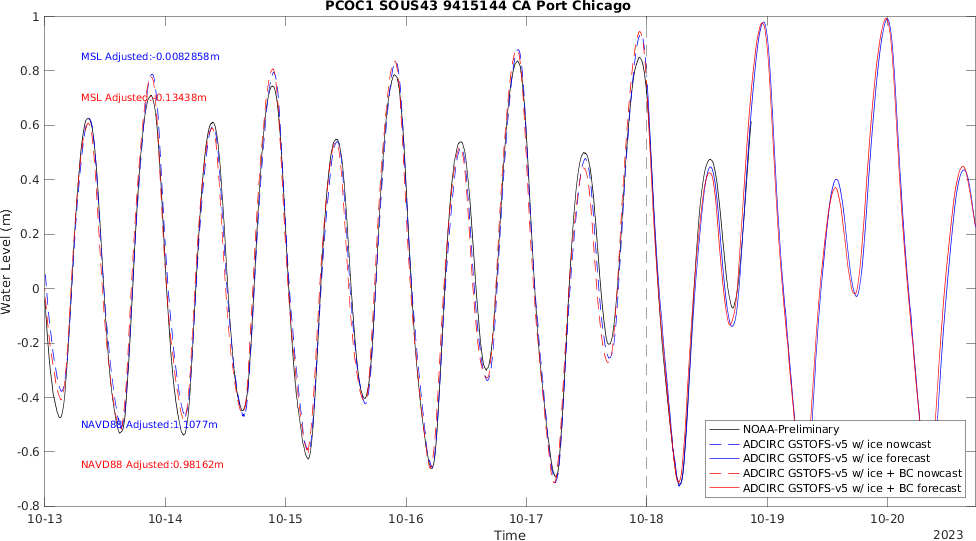 PCOC1 SOUS43 9415144 CA Port Chicago
1
0.8
0.6
0.4
0.2
0
-0.2
-0.4
-0.6
-0.8
Water Level (m)
MSL Adjusted:-0.0082858m
MSL Adjusted:-0.13438m
NAVD88 Adjusted:1.1077m
NAVD88 Adjusted:0.98162m
NOAA-Preliminary
ADCIRC GSTOFS-v5 w/ ice nowcast
ADCIRC GSTOFS-v5 w/ ice forecast
ADCIRC GSTOFS-v5 w/ ice + BC nowcast
ADCIRC GSTOFS-v5 w/ ice + BC forecast
10-13 10-14 10-15 10-16 10-17 10-18 10-19 10-20
Time
2023